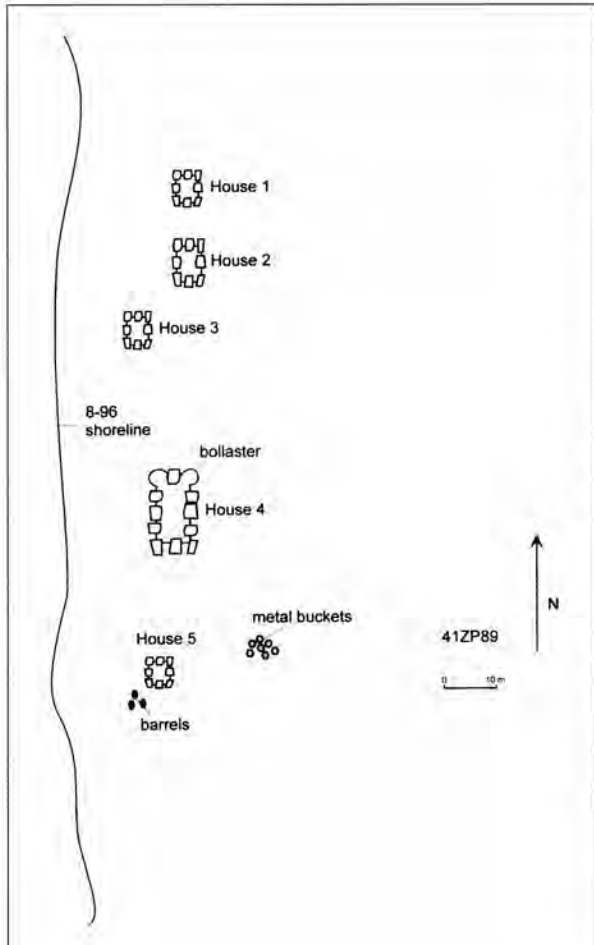 House 1
House 2
House 3
8-96
shoreline
bollaster
House 4
N
metal buckets
41ZP89
House 5
0 10 m
barrels